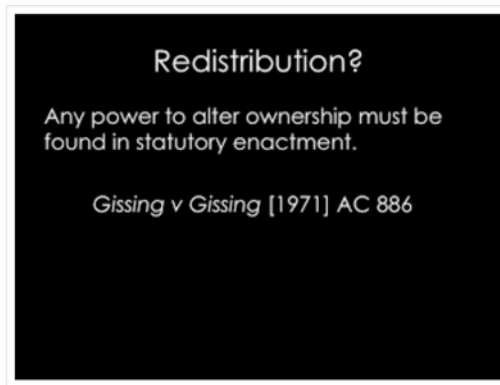 Redistribution?
Any power to alter ownership must be
found in statutory enactment.
Gissing v Gissing [1971] AC 886